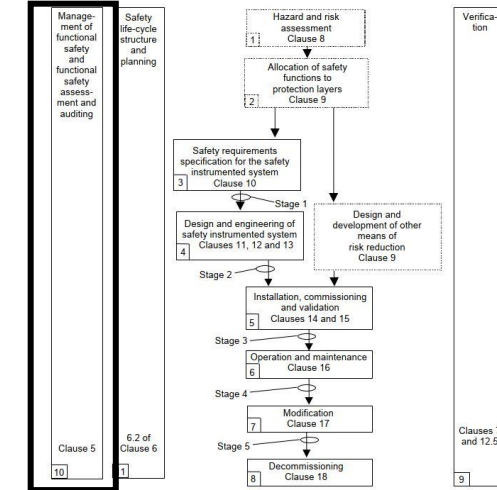 Manage-
ment of
functional
safety
and
functional
safety
assess-
ment and
auditing
Clause 5
10
Safety
life-cycle
structure
and
planning
6.2 of
Clause 6
1
Hazard and risk
assessment
Clause 8
1
Allocation of safety
functions to
protection layers
Clause 9
2
Safety requirements
specification for the safety
instrumented system
Clause 10
3
Stage 1
Design and engineering of
safety instrumented system
Clauses 11, 12 and 13
4
Design and
development of other
means of
risk reduction
Clause 9
Stage 2
Installation, commissioning
and validation
Clauses 14 and 15
5
Stage 3
Operation and maintenance
Clause 16
6
Stage 4
Modification
Clause 17
7
Stage 5
Decommissioning
Clause 18
8
Verifica-
tion
Clauses
and 12.5
9